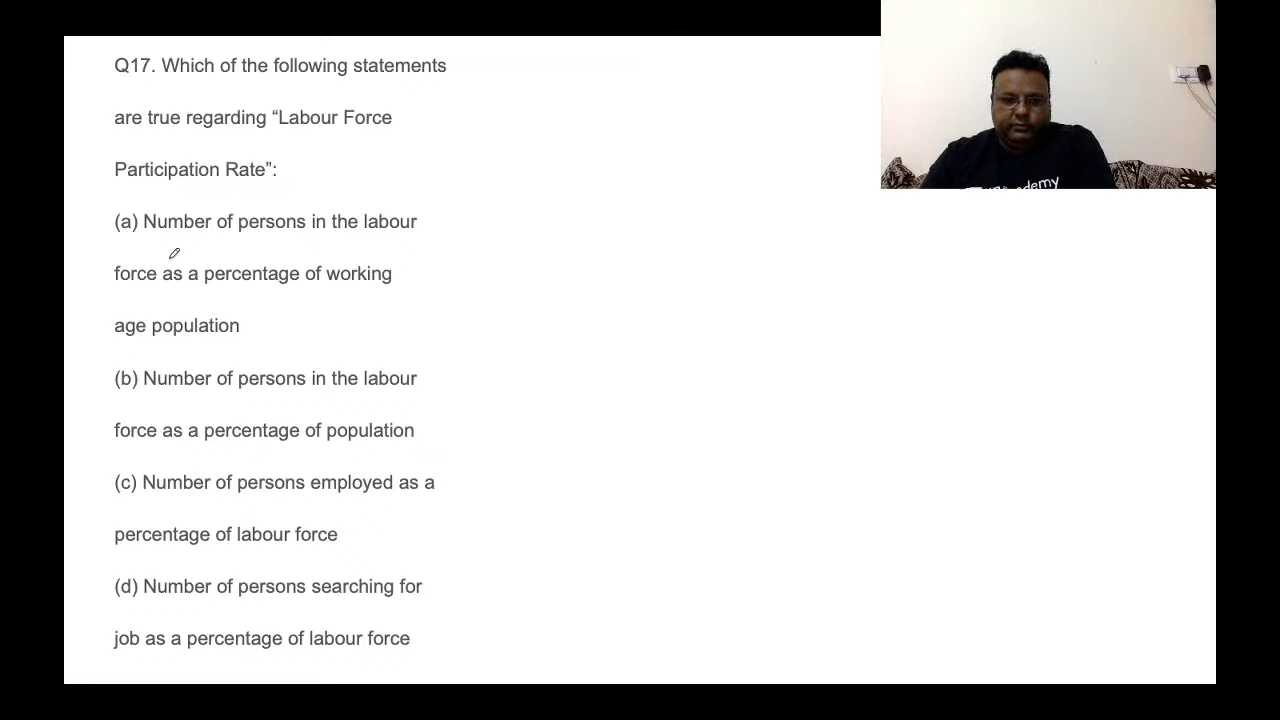 Q17. Which of the following statements
are true regarding “Labour Force
Participation Rate”:
(a) Number of persons in the labour
force as a percentage of working
age population
(b) Number of persons in the labour
force as a percentage of population
(c) Number of persons employed as a
percentage of labour force
(d) Number of persons searching for
job as a percentage of labour force